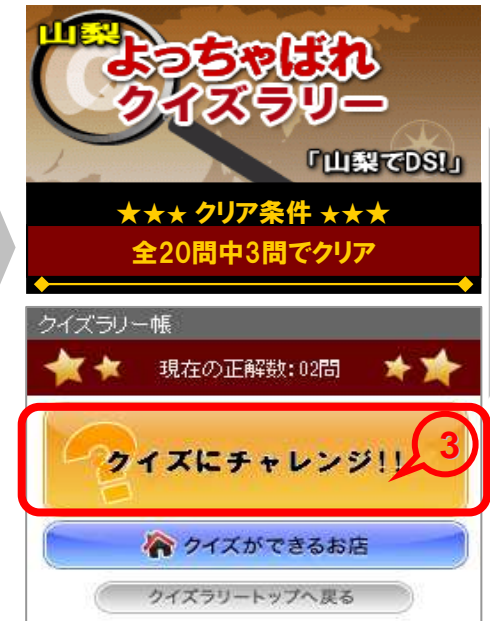 山梨
よっちゃばれ
クイズラリー
「山梨でDS!」
★★★ クリア条件 ★★★
全20問中3問でクリア
クイズラリー帳
現在の正解数:02問
クイズにチャレンジ!!
3
クイズができるお店
クイズラリートップへ戻る